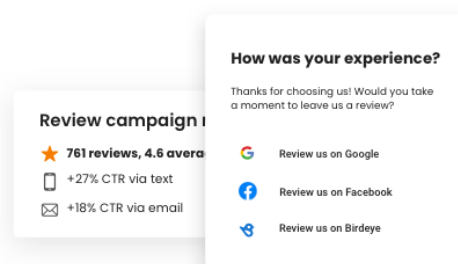 Review campaign
761 reviews, 4.6
+27% CTR via text
+18% CTR via email
How was your experience?
Thanks for choosing us! Would you take
a moment to leave us a review?
Review us on Google
Review us on Facebook
Review us on Birdeye